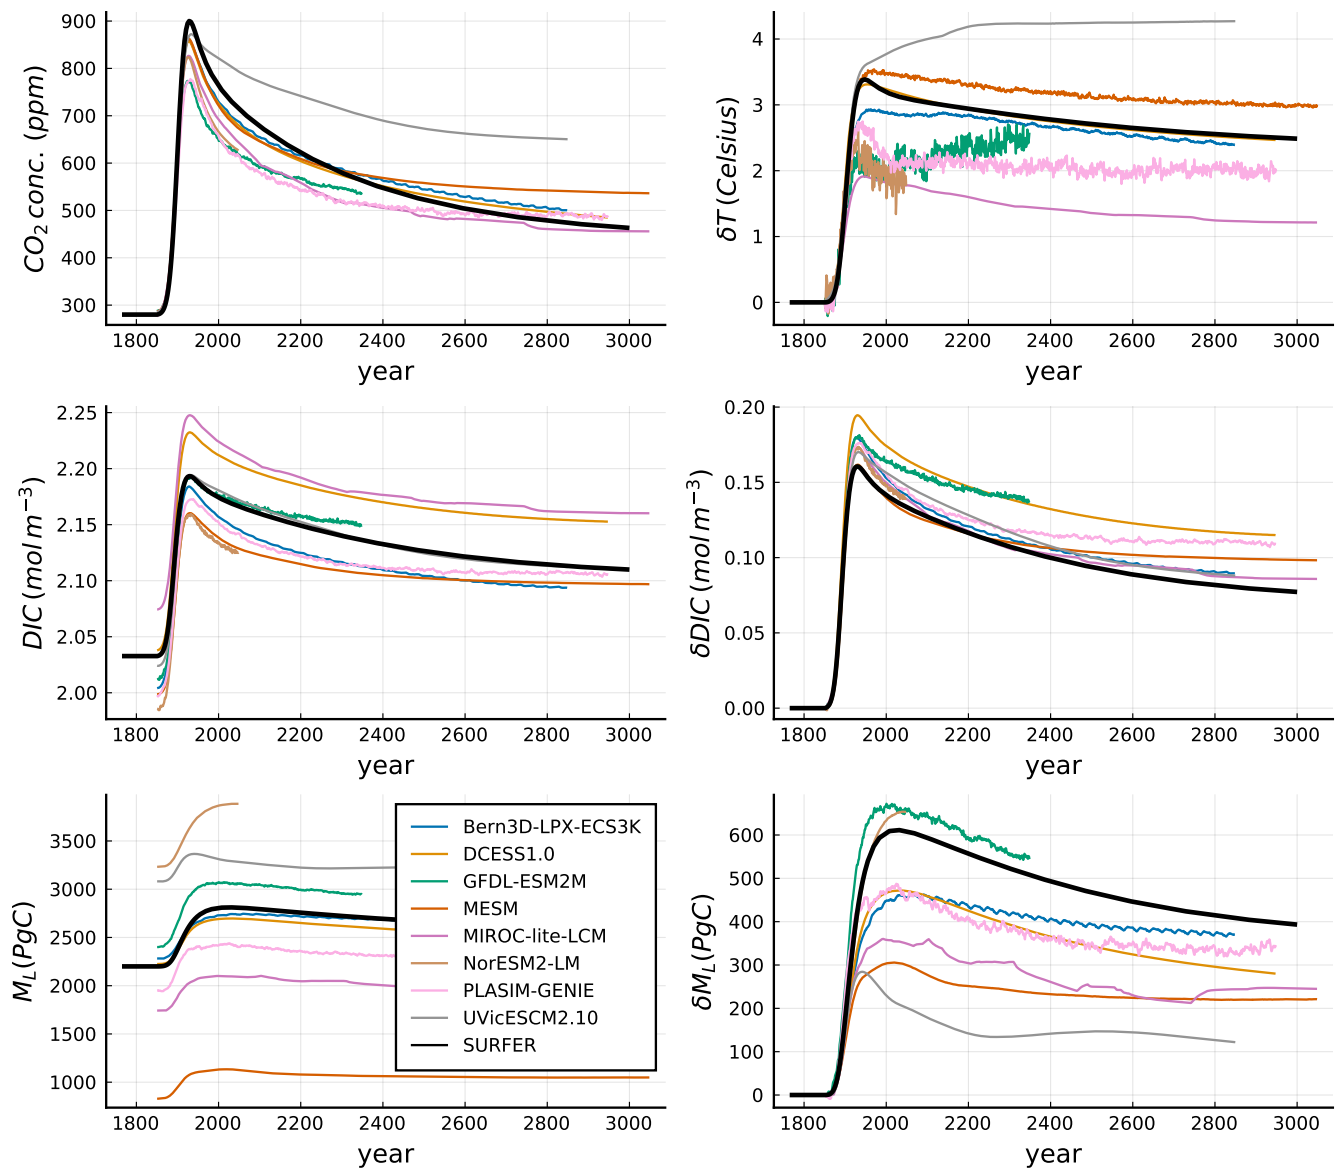 900
800
700
600
500
400
300
CO₂ conc. (ppm)
1800 2000 2200 2400 2600 2800 3000
year
4
3
2
1
0
δT (Celsius)
1800 2000 2200 2400 2600 2800 3000
year
2.25
2.20
2.15
2.10
2.05
2.00
DIC (mol m⁻³)
1800 2000 2200 2400 2600 2800 3000
year
0.20
0.15
0.10
0.05
0.00
δDIC (mol m⁻³)
1800 2000 2200 2400 2600 2800 3000
year
3500
3000
2500
2000
1500
1000
M_L (PgC)
Bern3D-LPX-ECS3K
DCESS1.0
GFDL-ESM2M
MESM
MIROC-lite-LCM
NorESM2-LM
PLASIM-GENIE
UVicESCM2.10
SURFER
1800 2000 2200 2400 2600 2800 3000
year
600
500
400
300
200
100
0
δM_L (PgC)
1800 2000 2200 2400 2600 2800 3000
year